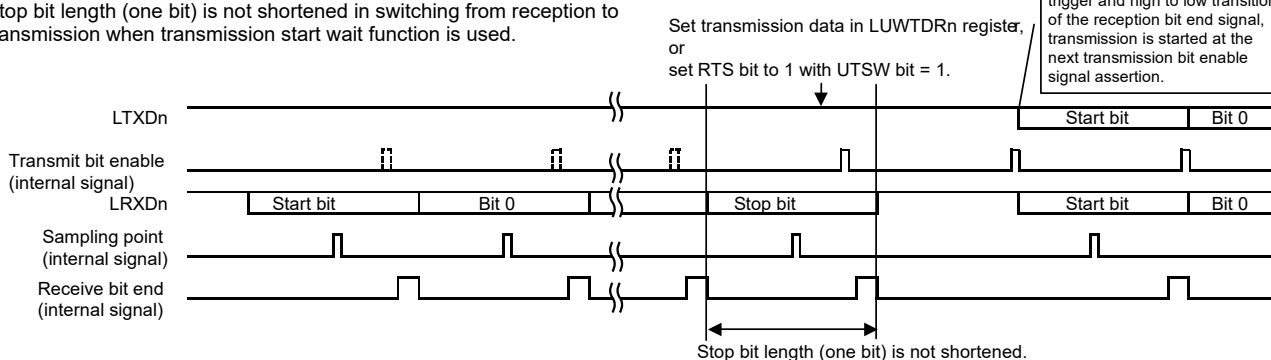 top bit length (one bit) is not shortened in switching from reception to
ansmission when transmission start wait function is used.
Set transmission data in LUWTDRn register,
or
set RTS bit to 1 with UTSW bit = 1.
trigger and high to low transition
of the reception bit end signal,
transmission is started at the
next transmission bit enable
signal assertion.
LTXDn
Start bit
Bit 0
Transmit bit enable
(internal signal)
LRXDn
Start bit
Bit 0
Stop bit
Start bit
Bit 0
Sampling point
(internal signal)
Receive bit end
(internal signal)
Stop bit length (one bit) is not shortened.